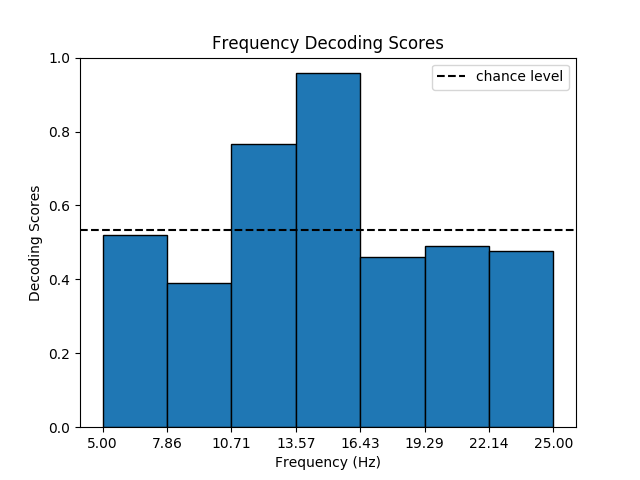 Frequency Decoding Scores
1.0
chance level
0.8
0.6
0.4
0.2
0.0
Decoding Scores
5.00 7.86 10.71 13.57 16.43 19.29 22.14 25.00
Frequency (Hz)